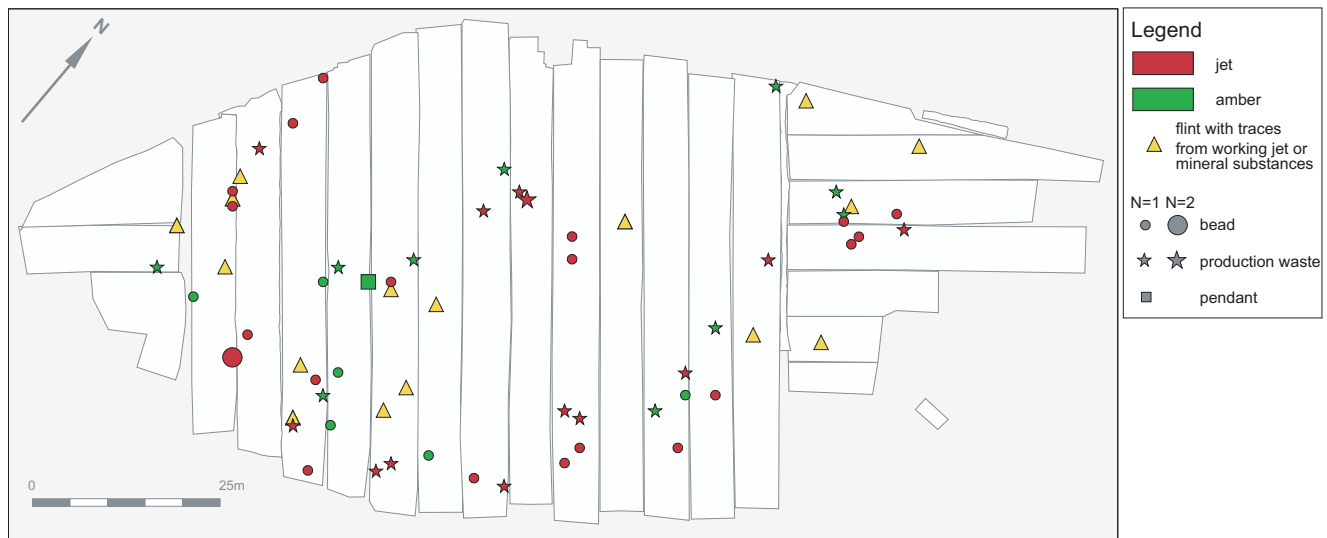 N
0
25m
Legend
jet
amber
flint with traces
from working jet or
mineral substances
N=1 N=2
bead
production waste
pendant